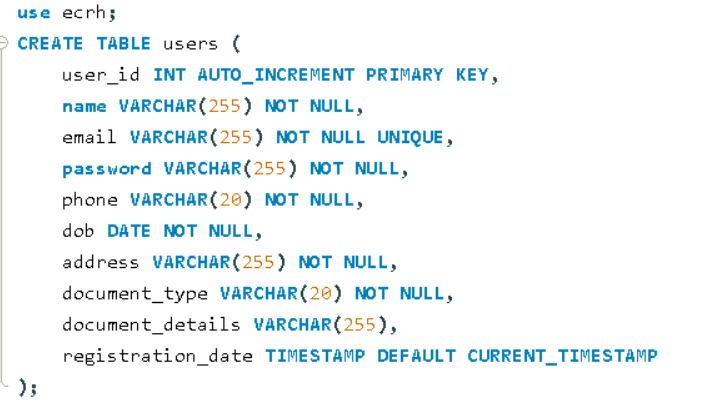 use ecrh;
CREATE TABLE users (
user_id INT AUTO_INCREMENT PRIMARY KEY,
name VARCHAR(255) NOT NULL,
email VARCHAR(255) NOT NULL UNIQUE,
password VARCHAR(255) NOT NULL,
phone VARCHAR(20) NOT NULL,
dob DATE NOT NULL,
address VARCHAR(255) NOT NULL,
document_type VARCHAR(20) NOT NULL,
document_details VARCHAR(255),
registration_date TIMESTAMP DEFAULT CURRENT_TIMESTAMP
);